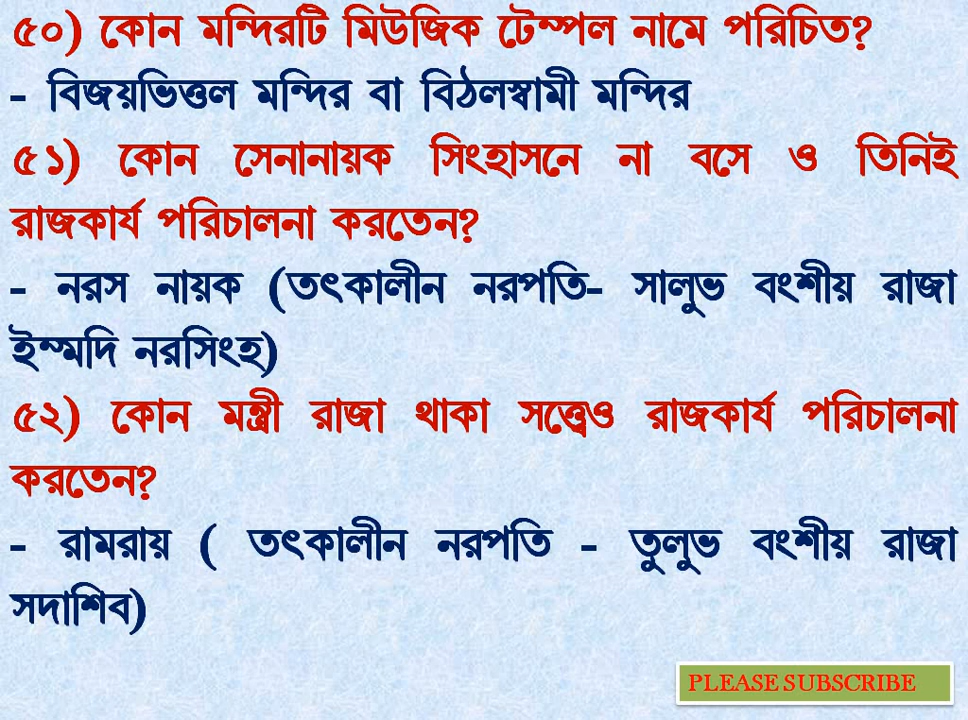 ৫০) কোন মন্দিরটি মিউজিক টেম্পল নামে পরিচিত?
- বিজয়ভিত্তল মন্দির বা বিঠলস্বামী মন্দির
৫১) কোন সেনানায়ক সিংহাসনে না বসে ও তিনিই
রাজকার্য পরিচালনা করতেন?
- নরস নায়ক (তৎকালীন নরপতি- সালুভ বংশীয় রাজা
ইম্মদি নরসিংহ)
৫২) কোন মন্ত্রী রাজা থাকা সত্ত্বেও রাজকার্য পরিচালনা
করতেন?
- রামরায় ( তৎকালীন নরপতি - তুলুভ বংশীয় রাজা
সদাশিব)
PLEASE SUBSCRIBE